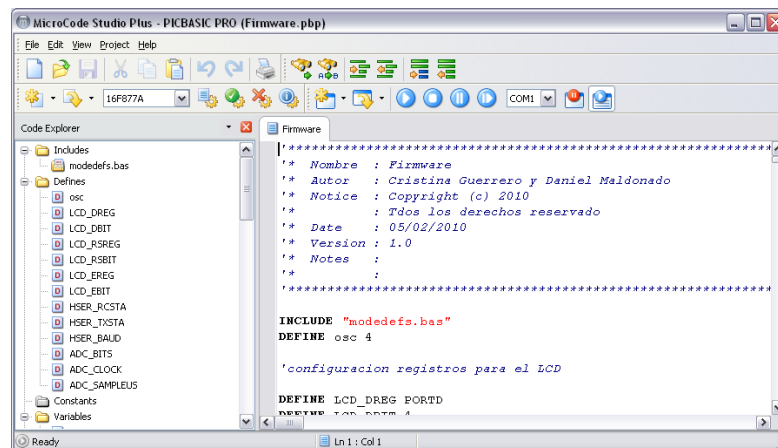 MicroCode Studio Plus - PICBASIC PRO (Firmware.pbp)
File Edit View Project Help
16F877A
COM1
Code Explorer
Includes
modedefs.bas
Defines
osc
LCD_DREG
LCD_DBIT
LCD_RSREG
LCD_RSBIT
LCD_EREG
LCD_EBIT
HSER_RCSTA
HSER_TXSTA
HSER_BAUD
ADC_BITS
ADC_CLOCK
ADC_SAMPLEUS
Constants
Variables
Firmware
'* Nombre : Firmware
'* Autor : Cristina Guerrero y Daniel Maldonado
'* Notice : Copyright (c) 2010
'* : Tdos los derechos reservado
'* Date : 05/02/2010
'* Version : 1.0
'* Notes :
'* :
INCLUDE "modedefs.bas"
DEFINE osc 4
'configuracion registros para el LCD
DEFINE LCD_DREG PORTD
DEFINE LCD_DBIT 4
Ready
Ln 1 : Col 1